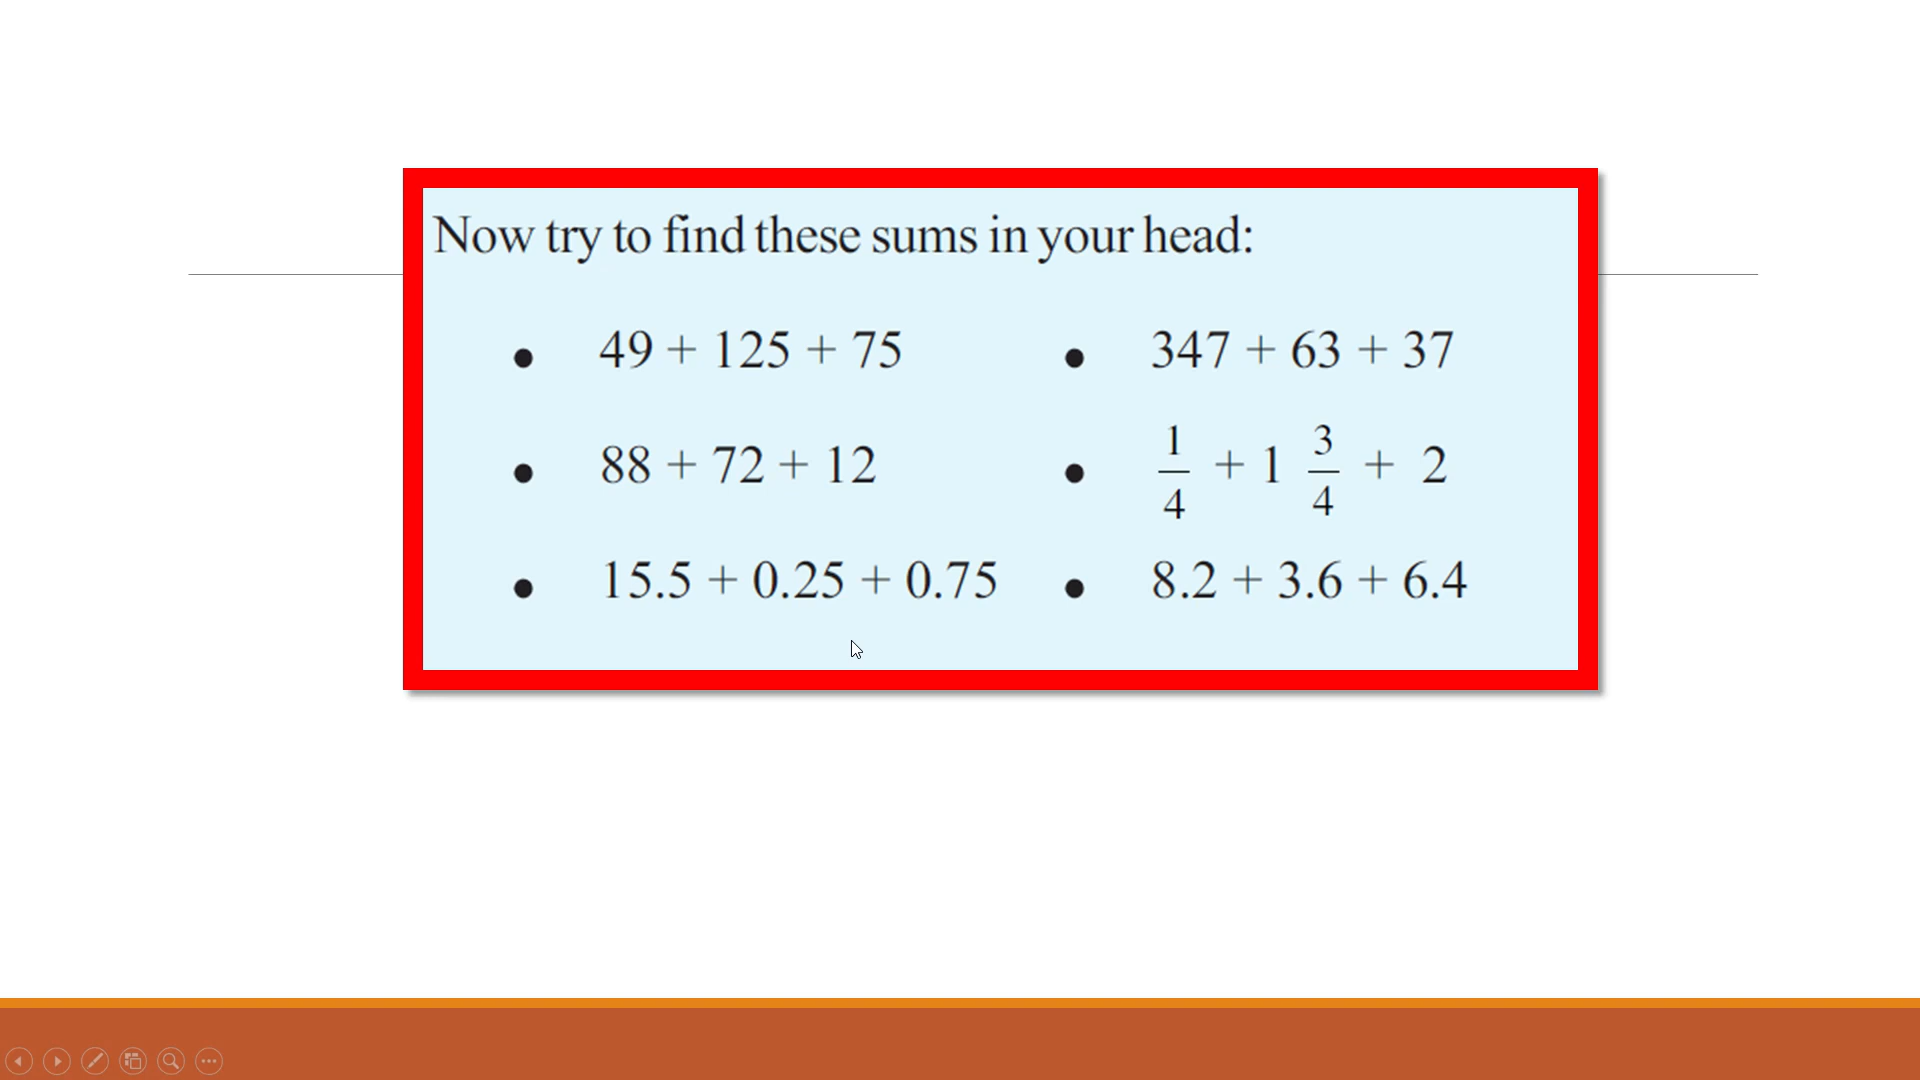 Now try to find these sums in your head:
• 49 + 125 + 75 • 347 + 63 + 37
• 88 + 72 + 12 • 1/4 + 1 3/4 + 2
• 15.5 + 0.25 + 0.75 • 8.2 + 3.6 + 6.4